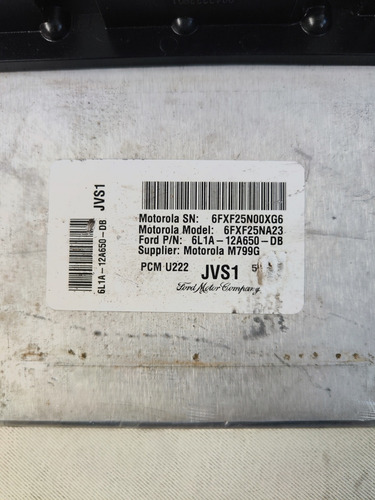 JVS1
6L1A-12A650-DB
Motorola SN: 6FXF25N00XG6
Motorola Model: 6FXF25NA23
Ford P/N: 6L1A-12A650-DB
Supplier: Motorola M799G
PCM U222 JVS1
Ford Motor Company